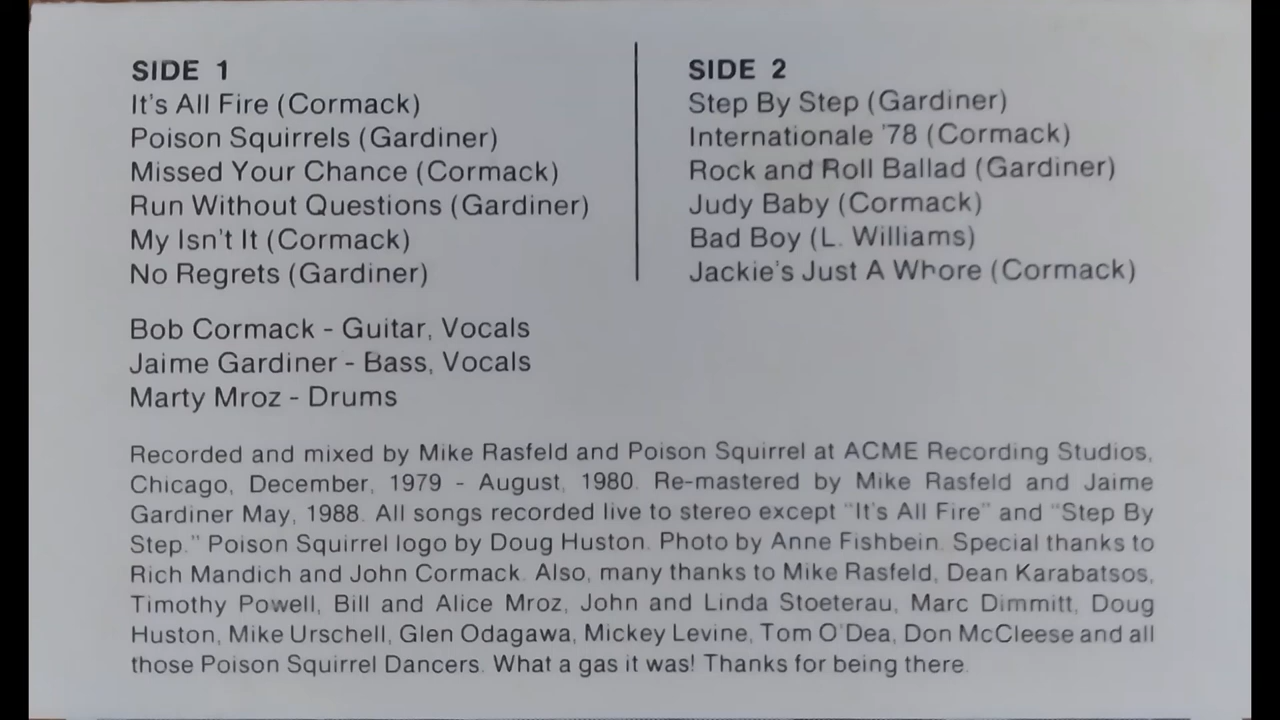 SIDE 1
It's All Fire (Cormack)
Poison Squirrels (Gardiner)
Missed Your Chance (Cormack)
Run Without Questions (Gardiner)
My Isn't It (Cormack)
No Regrets (Gardiner)
SIDE 2
Step By Step (Gardiner)
Internationale '78 (Cormack)
Rock and Roll Ballad (Gardiner)
Judy Baby (Cormack)
Bad Boy (L. Williams)
Jackie's Just A Whore (Cormack)
Bob Cormack - Guitar, Vocals
Jaime Gardiner - Bass, Vocals
Marty Mroz - Drums
Recorded and mixed by Mike Rasfeld and Poison Squirrel at ACME Recording Studios,
Chicago, December, 1979 - August, 1980. Re-mastered by Mike Rasfeld and Jaime
Gardiner May, 1988. All songs recorded live to stereo except "It's All Fire" and "Step By
Step." Poison Squirrel logo by Doug Huston. Photo by Anne Fishbein. Special thanks to
Rich Mandich and John Cormack. Also, many thanks to Mike Rasfeld, Dean Karabatsos,
Timothy Powell, Bill and Alice Mroz, John and Linda Stoeterau, Marc Dimmitt, Doug
Huston, Mike Urschell, Glen Odagawa, Mickey Levine, Tom O'Dea, Don McCleese and all
those Poison Squirrel Dancers. What a gas it was! Thanks for being there.